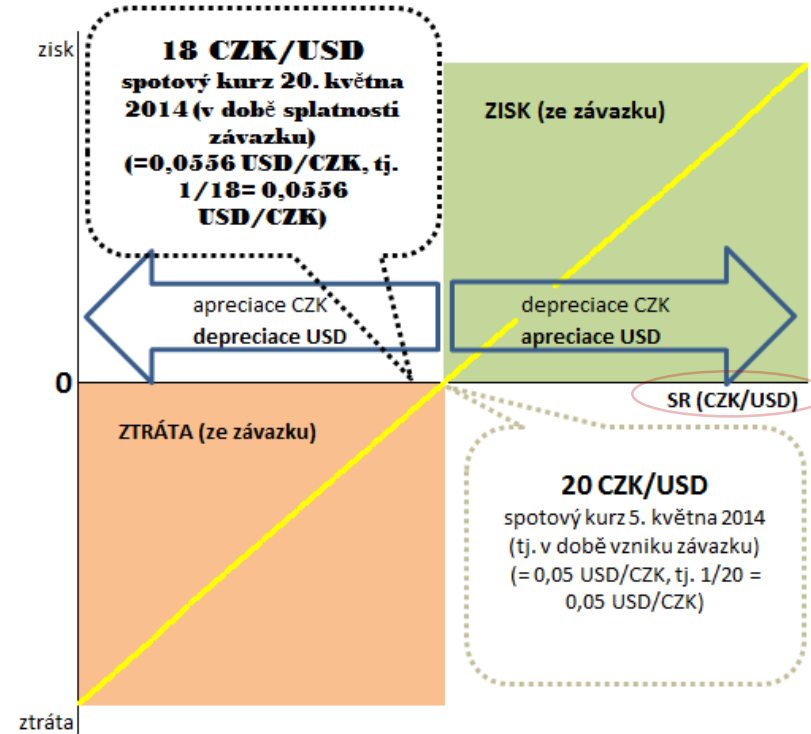 zisk
18 CZK/USD
spotový kurz 20. května
2014 (v době splatnosti
závazku)
(=0,0556 USD/CZK, tj.
1/18= 0,0556
USD/CZK)
ZISK (ze závazku)
apreciace CZK
depreciace USD
depreciace CZK
apreciace USD
0
SR (CZK/USD)
ZTRÁTA (ze závazku)
20 CZK/USD
spotový kurz 5. května 2014
(tj. v době vzniku závazku)
(= 0,05 USD/CZK, tj. 1/20 =
0,05 USD/CZK)
ztráta